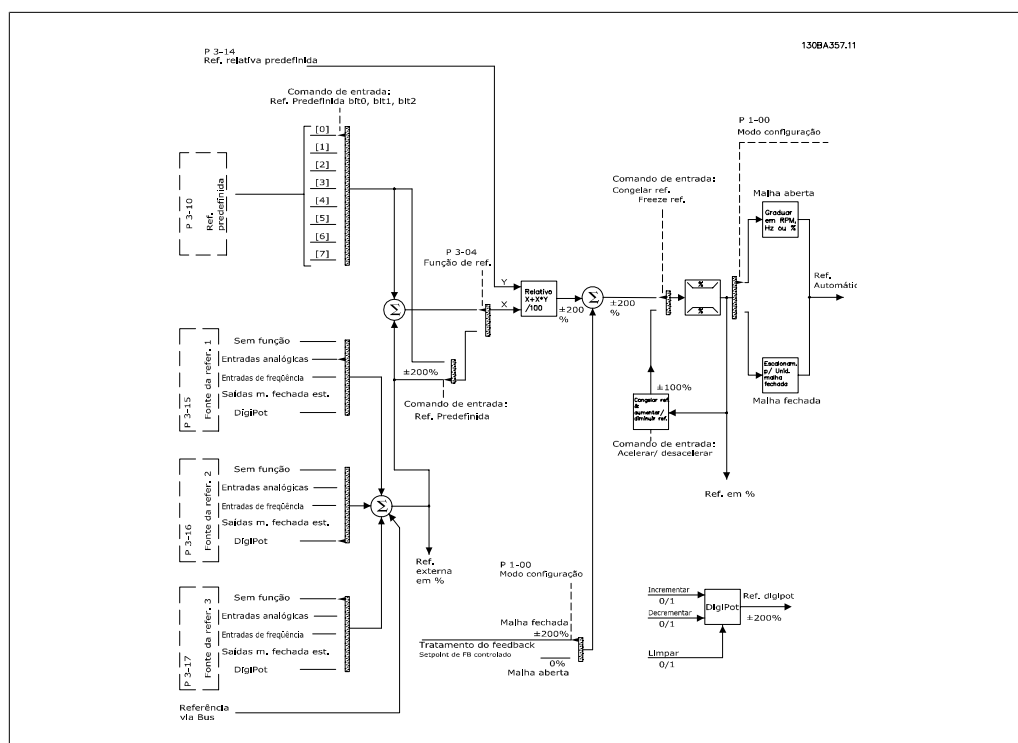 130BA357.11
P 3-14
Ref. relativa predefinida
Comando de entrada:
Ref. Predefinida bit0, bit1, bit2
[0]
[1]
[2]
[3]
[4]
[5]
[6]
[7]
P 3-10
Ref.
predefinida
P 1-00
Modo configuração
Comando de entrada:
Congelar ref.
Freeze ref.
Malha aberta
Graduar
em RPM,
Hz ou %
P 3-04
Função de ref.
Y
X
Relativo
X+X*Y
/100
±200
%
Σ
±200
%
%
%
Ref.
Automátic
Σ
±200%
Comando de entrada:
Ref. Predefinida
±100%
Congelar ref.
&
aumentar/
diminuir ref.
Comando de entrada:
Acelerar/ desacelerar
Escalonam.
p/ Unid.
malha
fechada
Malha fechada
Ref. em %
P 3-15
Fonte da refer. 1
Sem função
Entradas analógicas
Entradas de freqüência
Saídas m. fechada est.
DigiPot
P 3-16
Fonte da refer. 2
Sem função
Entradas analógicas
Entradas de freqüência
Saídas m. fechada est.
DigiPot
Σ
Ref.
externa
em %
P 3-17
Fonte da refer. 3
Sem função
Entradas analógicas
Entradas de freqüência
Saídas m. fechada est.
DigiPot
Referência
via Bus
P 1-00
Modo configuração
Malha fechada
±200%
Tratamento do feedback
Setpoint de FB controlado
0%
Malha aberta
Incrementar
0/1
Decrementar
0/1
Limpar
0/1
DigiPot
Ref. digipot
±200%